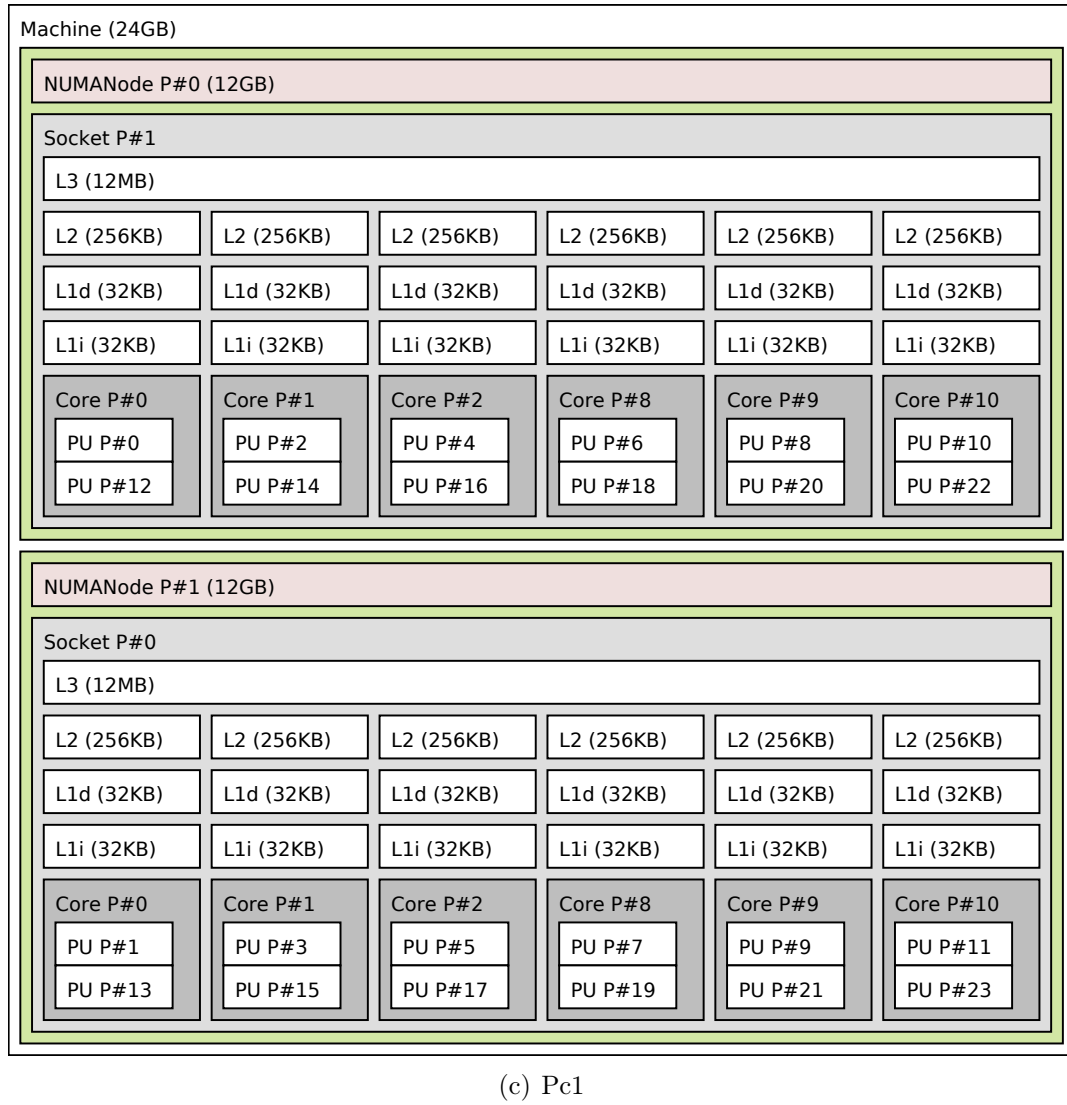 Machine (24GB)
NUMANode P#0 (12GB)
Socket P#1
L3 (12MB)
L2 (256KB) L2 (256KB) L2 (256KB) L2 (256KB) L2 (256KB) L2 (256KB)
L1d (32KB) L1d (32KB) L1d (32KB) L1d (32KB) L1d (32KB) L1d (32KB)
L1i (32KB) L1i (32KB) L1i (32KB) L1i (32KB) L1i (32KB) L1i (32KB)
Core P#0 Core P#1 Core P#2 Core P#8 Core P#9 Core P#10
PU P#0 PU P#2 PU P#4 PU P#6 PU P#8 PU P#10
PU P#12 PU P#14 PU P#16 PU P#18 PU P#20 PU P#22
NUMANode P#1 (12GB)
Socket P#0
L3 (12MB)
L2 (256KB) L2 (256KB) L2 (256KB) L2 (256KB) L2 (256KB) L2 (256KB)
L1d (32KB) L1d (32KB) L1d (32KB) L1d (32KB) L1d (32KB) L1d (32KB)
L1i (32KB) L1i (32KB) L1i (32KB) L1i (32KB) L1i (32KB) L1i (32KB)
Core P#0 Core P#1 Core P#2 Core P#8 Core P#9 Core P#10
PU P#1 PU P#3 PU P#5 PU P#7 PU P#9 PU P#11
PU P#13 PU P#15 PU P#17 PU P#19 PU P#21 PU P#23
(c) Pc1